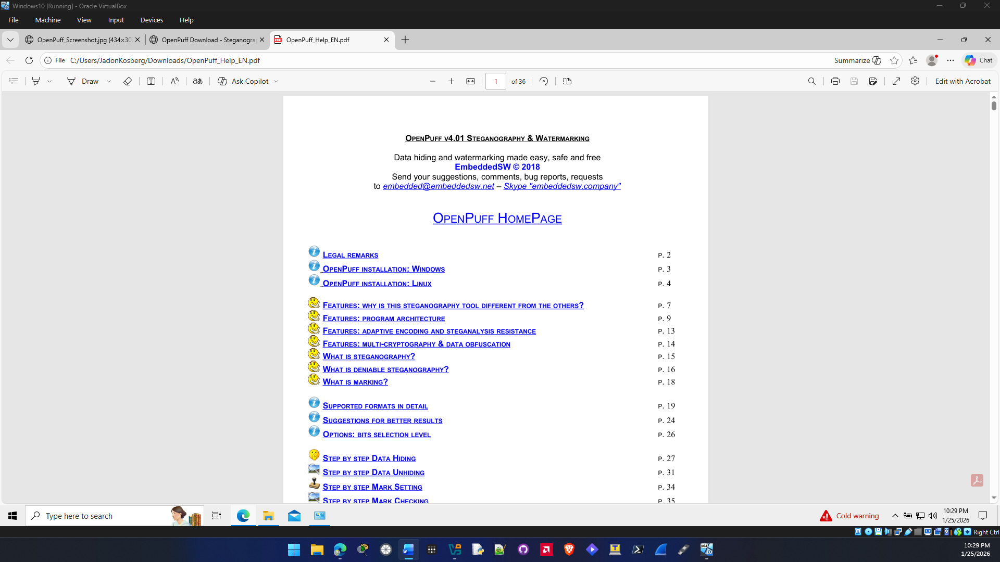 Windows10 [Running] - Oracle VirtualBox
File Machine View Input Devices Help
OpenPuff_Screenshot.jpg (434×30
OpenPuff Download - Steganogra
OpenPuff_Help_EN.pdf
File C:/Users/JadonKosberg/Downloads/OpenPuff_Help_EN.pdf
Summarize
Chat
Draw
Ask Copilot
1 of 36
Edit with Acrobat
OpenPuff v4.01 Steganography & Watermarking
Data hiding and watermarking made easy, safe and free
EmbeddedSW © 2018
Send your suggestions, comments, bug reports, requests
to embedded@embeddedsw.net – Skype "embeddedsw.company"
OpenPuff HomePage
Legal remarks p. 2
OpenPuff installation: Windows p. 3
OpenPuff installation: Linux p. 4
Features: why is this steganography tool different from the others? p. 7
Features: program architecture p. 9
Features: adaptive encoding and steganalysis resistance p. 13
Features: multi-cryptography & data obfuscation p. 14
What is steganography? p. 15
What is deniable steganography? p. 16
What is marking? p. 18
Supported formats in detail p. 19
Suggestions for better results p. 24
Options: bits selection level p. 26
Step by step Data Hiding p. 27
Step by step Data Unhiding p. 31
Step by step Mark Setting p. 34
Step by step Mark Checking p. 35
Type here to search
Cold warning
10:29 PM
1/25/2026
Right Ctrl
10:29 PM
1/25/2026